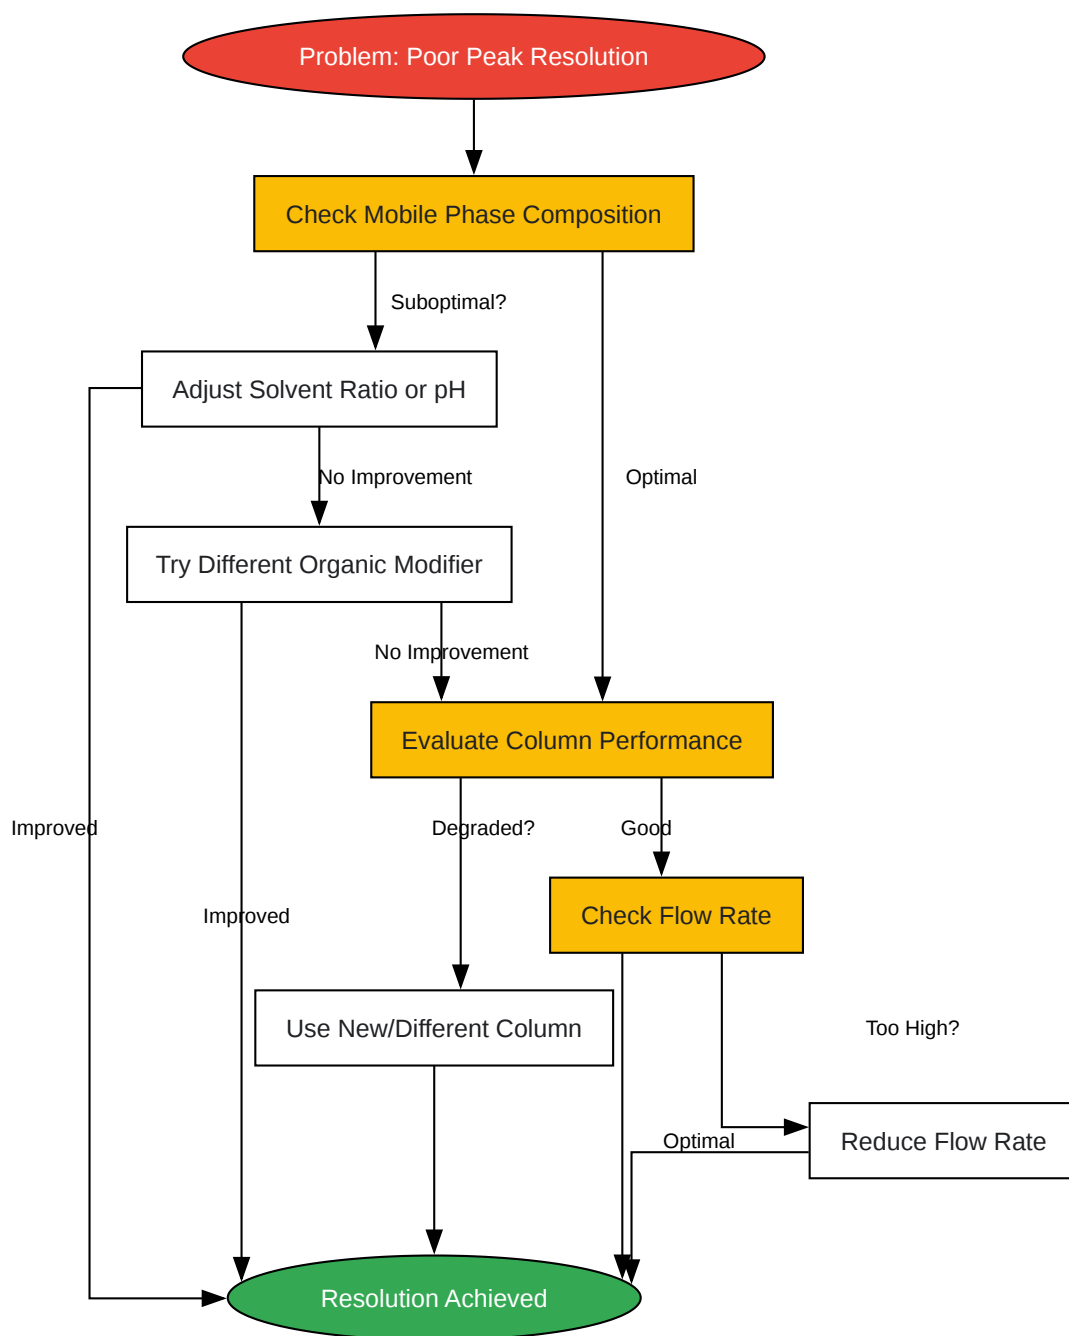 Problem: Poor Peak Resolution
Check Mobile Phase Composition
Suboptimal?
Adjust Solvent Ratio or pH
No Improvement
Optimal
Try Different Organic Modifier
No Improvement
Evaluate Column Performance
Improved
Degraded?
Good
Improved
Check Flow Rate
Use New/Different Column
Too High?
Optimal
Reduce Flow Rate
Resolution Achieved